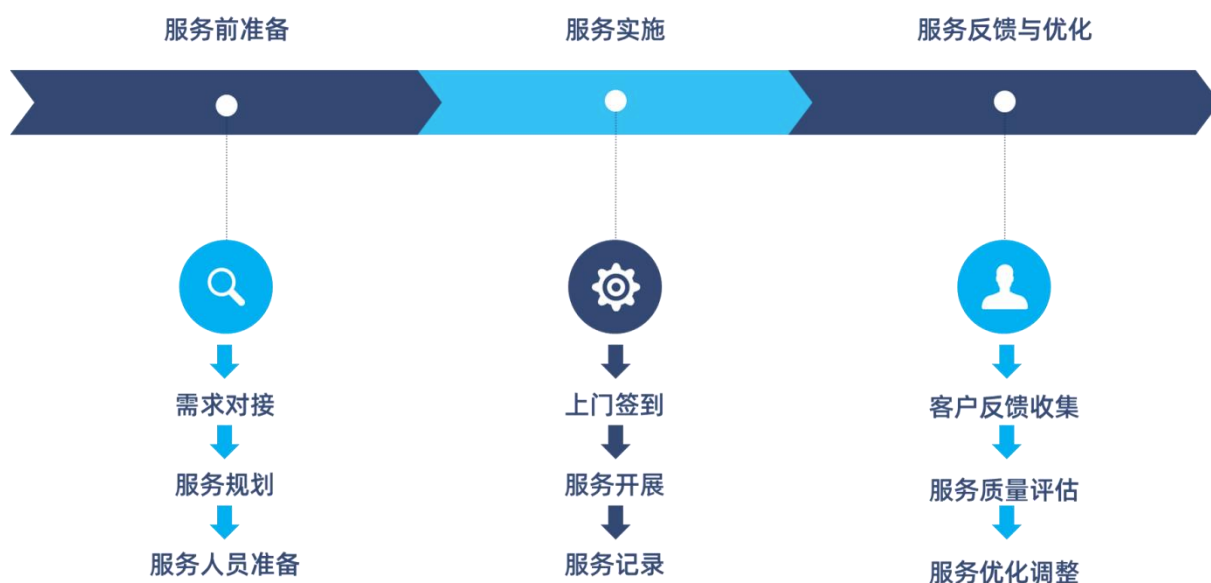 服务前准备
服务实施
服务反馈与优化
需求对接
服务规划
服务人员准备
上门签到
服务开展
服务记录
客户反馈收集
服务质量评估
服务优化调整